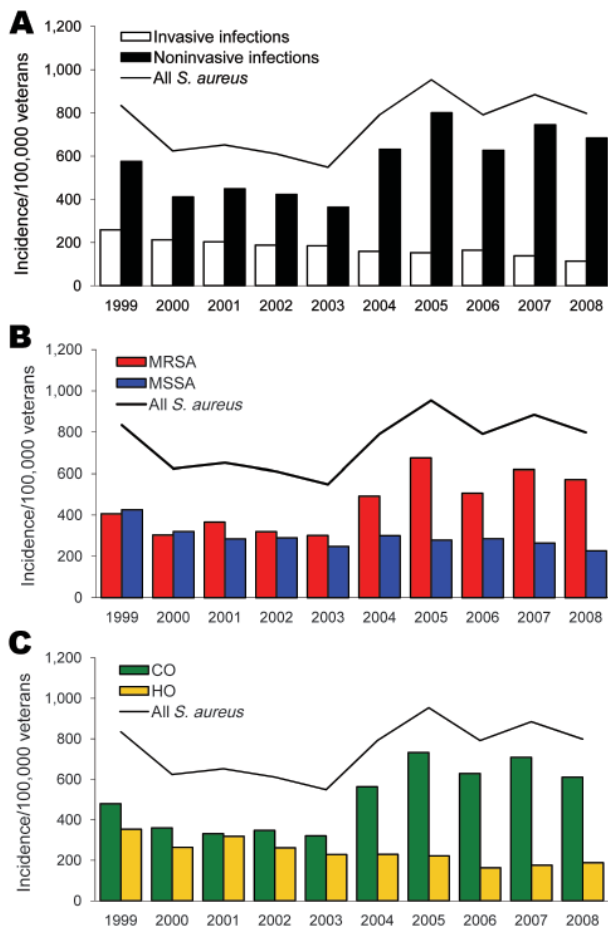 A
1,200
1,000
800
600
400
200
0
Incidence/100,000 veterans
Invasive infections
Noninvasive infections
All S. aureus
1999 2000 2001 2002 2003 2004 2005 2006 2007 2008
B
1,200
1,000
800
600
400
200
0
Incidence/100,000 veterans
MRSA
MSSA
All S. aureus
1999 2000 2001 2002 2003 2004 2005 2006 2007 2008
C
1,200
1,000
800
600
400
200
0
Incidence/100,000 veterans
CO
HO
All S. aureus
1999 2000 2001 2002 2003 2004 2005 2006 2007 2008